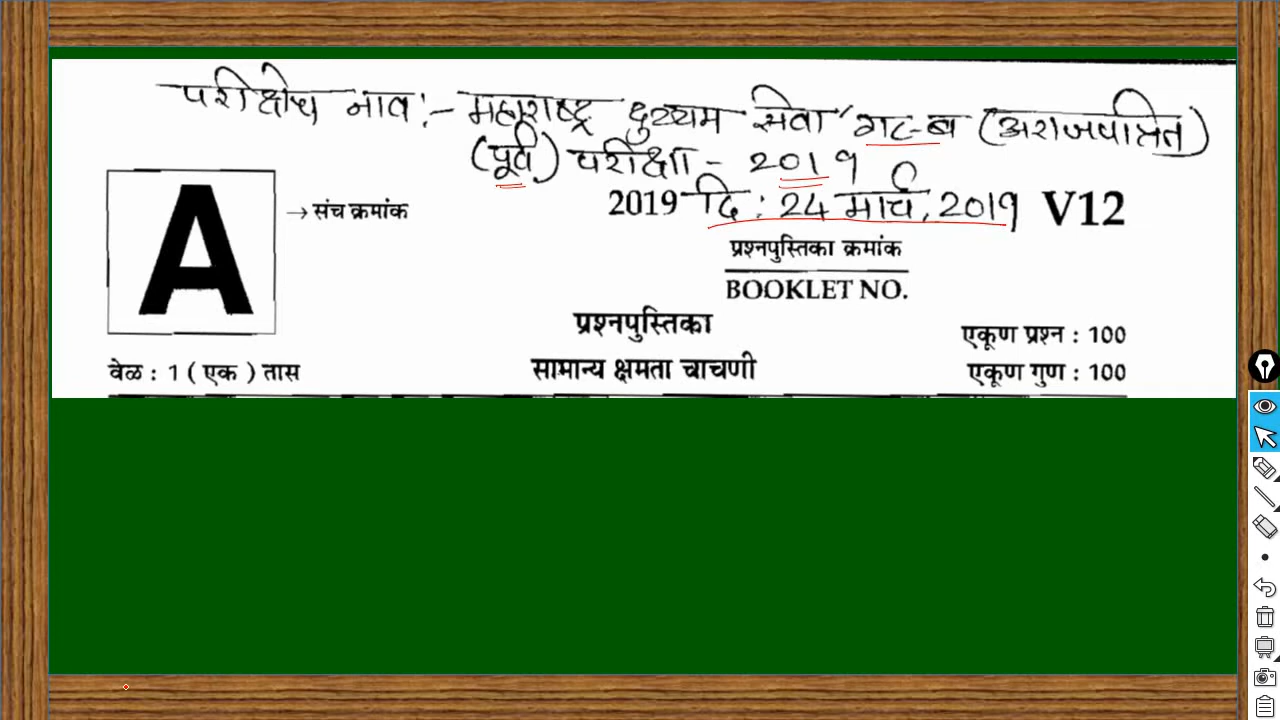 परीक्षेचे नाव :- महाराष्ट्र दुय्यम सेवा गट-ब (अराजपत्रित)
(पूर्व) परीक्षा - 2019
2019 दि : 24 मार्च, 2019 V12
A → संच क्रमांक
प्रश्नपुस्तिका क्रमांक
BOOKLET NO.
प्रश्नपुस्तिका
एकूण प्रश्न : 100
वेळ : 1 ( एक ) तास सामान्य क्षमता चाचणी एकूण गुण : 100